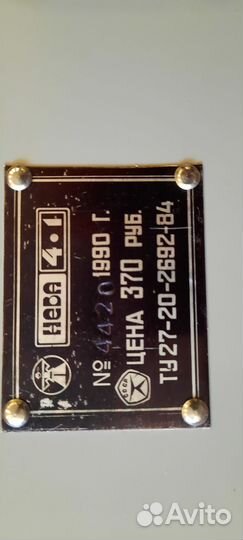 НЕВА 4.1
№ 4420 1990 Г.
ЦЕНА 370 РУБ.
ТУ27-20-2692-84
Avito